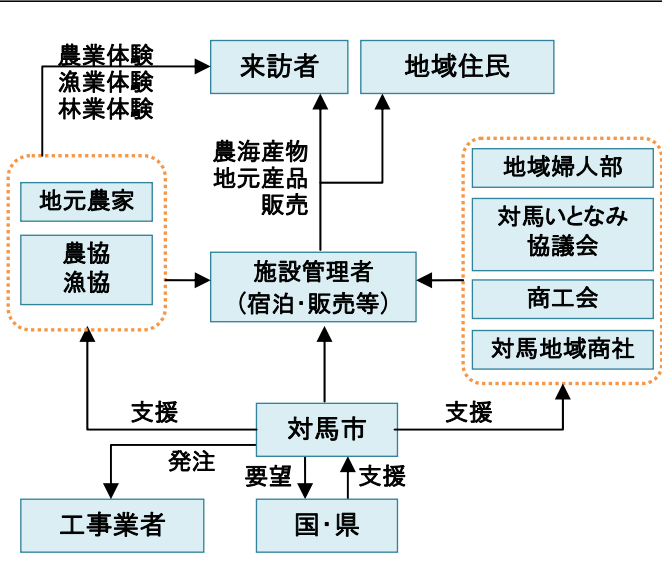 農業体験
漁業体験
林業体験
来訪者
地域住民
農海産物
地元産品
販売
地元農家
農協
漁協
施設管理者
（宿泊・販売等）
地域婦人部
対馬いとなみ
協議会
商工会
対馬地域商社
支援
対馬市
支援
発注
要望
支援
工事業者
国・県